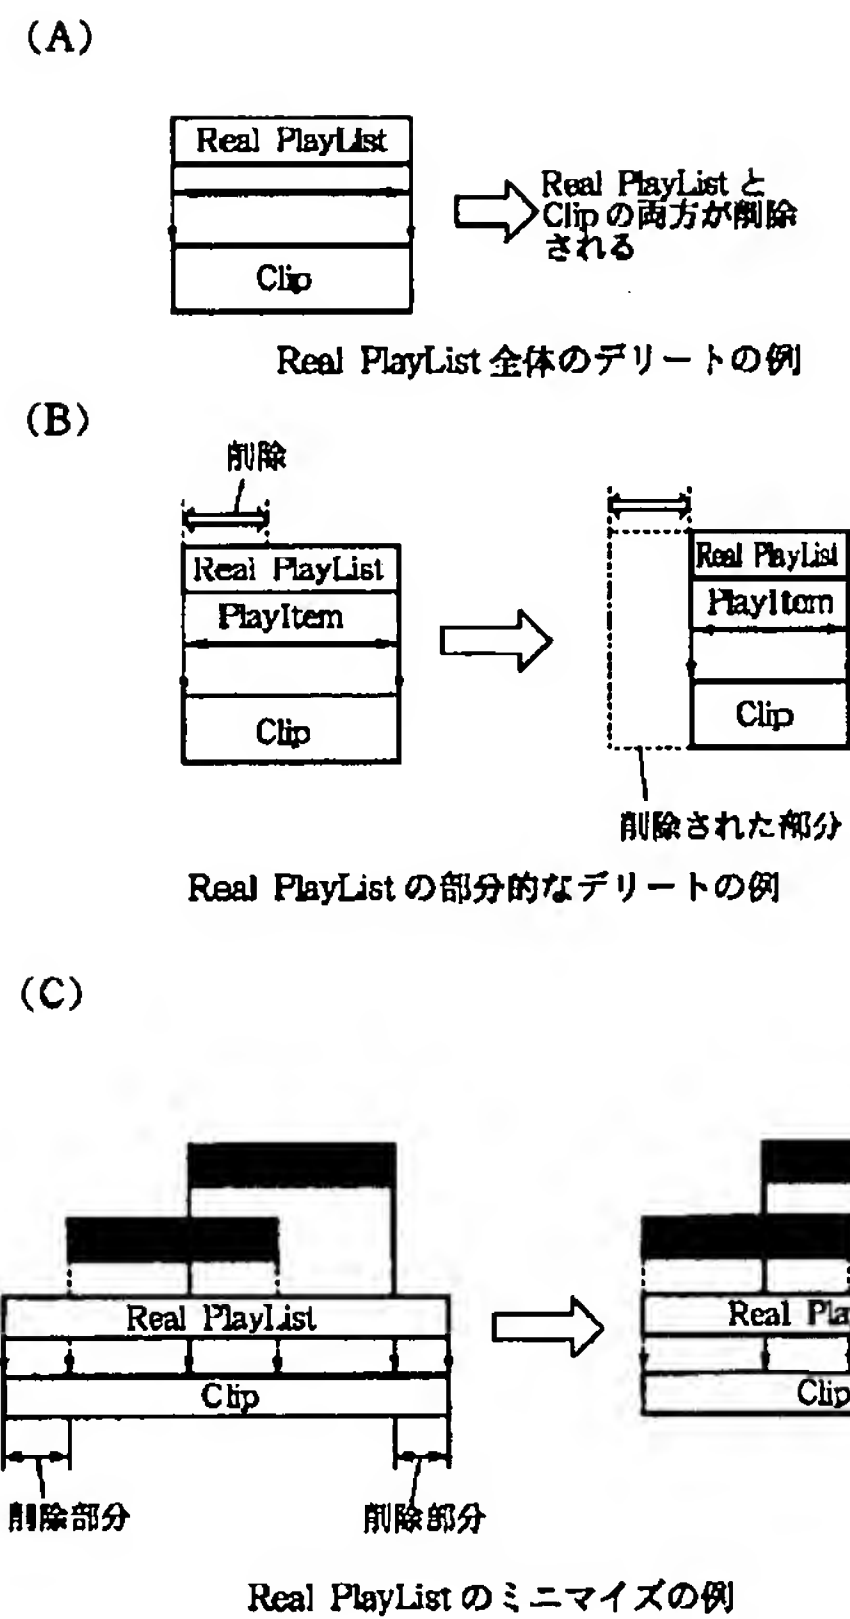 (A)
Real PlayList
Clip
Real PlayList と
Clip の両方が削除
される
Real PlayList 全体のデリートの例
(B)
削除
Real PlayList
PlayItem
Clip
Real PlayList
PlayItem
Clip
削除された部分
Real PlayList の部分的なデリートの例
(C)
Real PlayList
Clip
削除部分
削除部分
Real Pla
Clip
Real PlayList のミニマイズの例